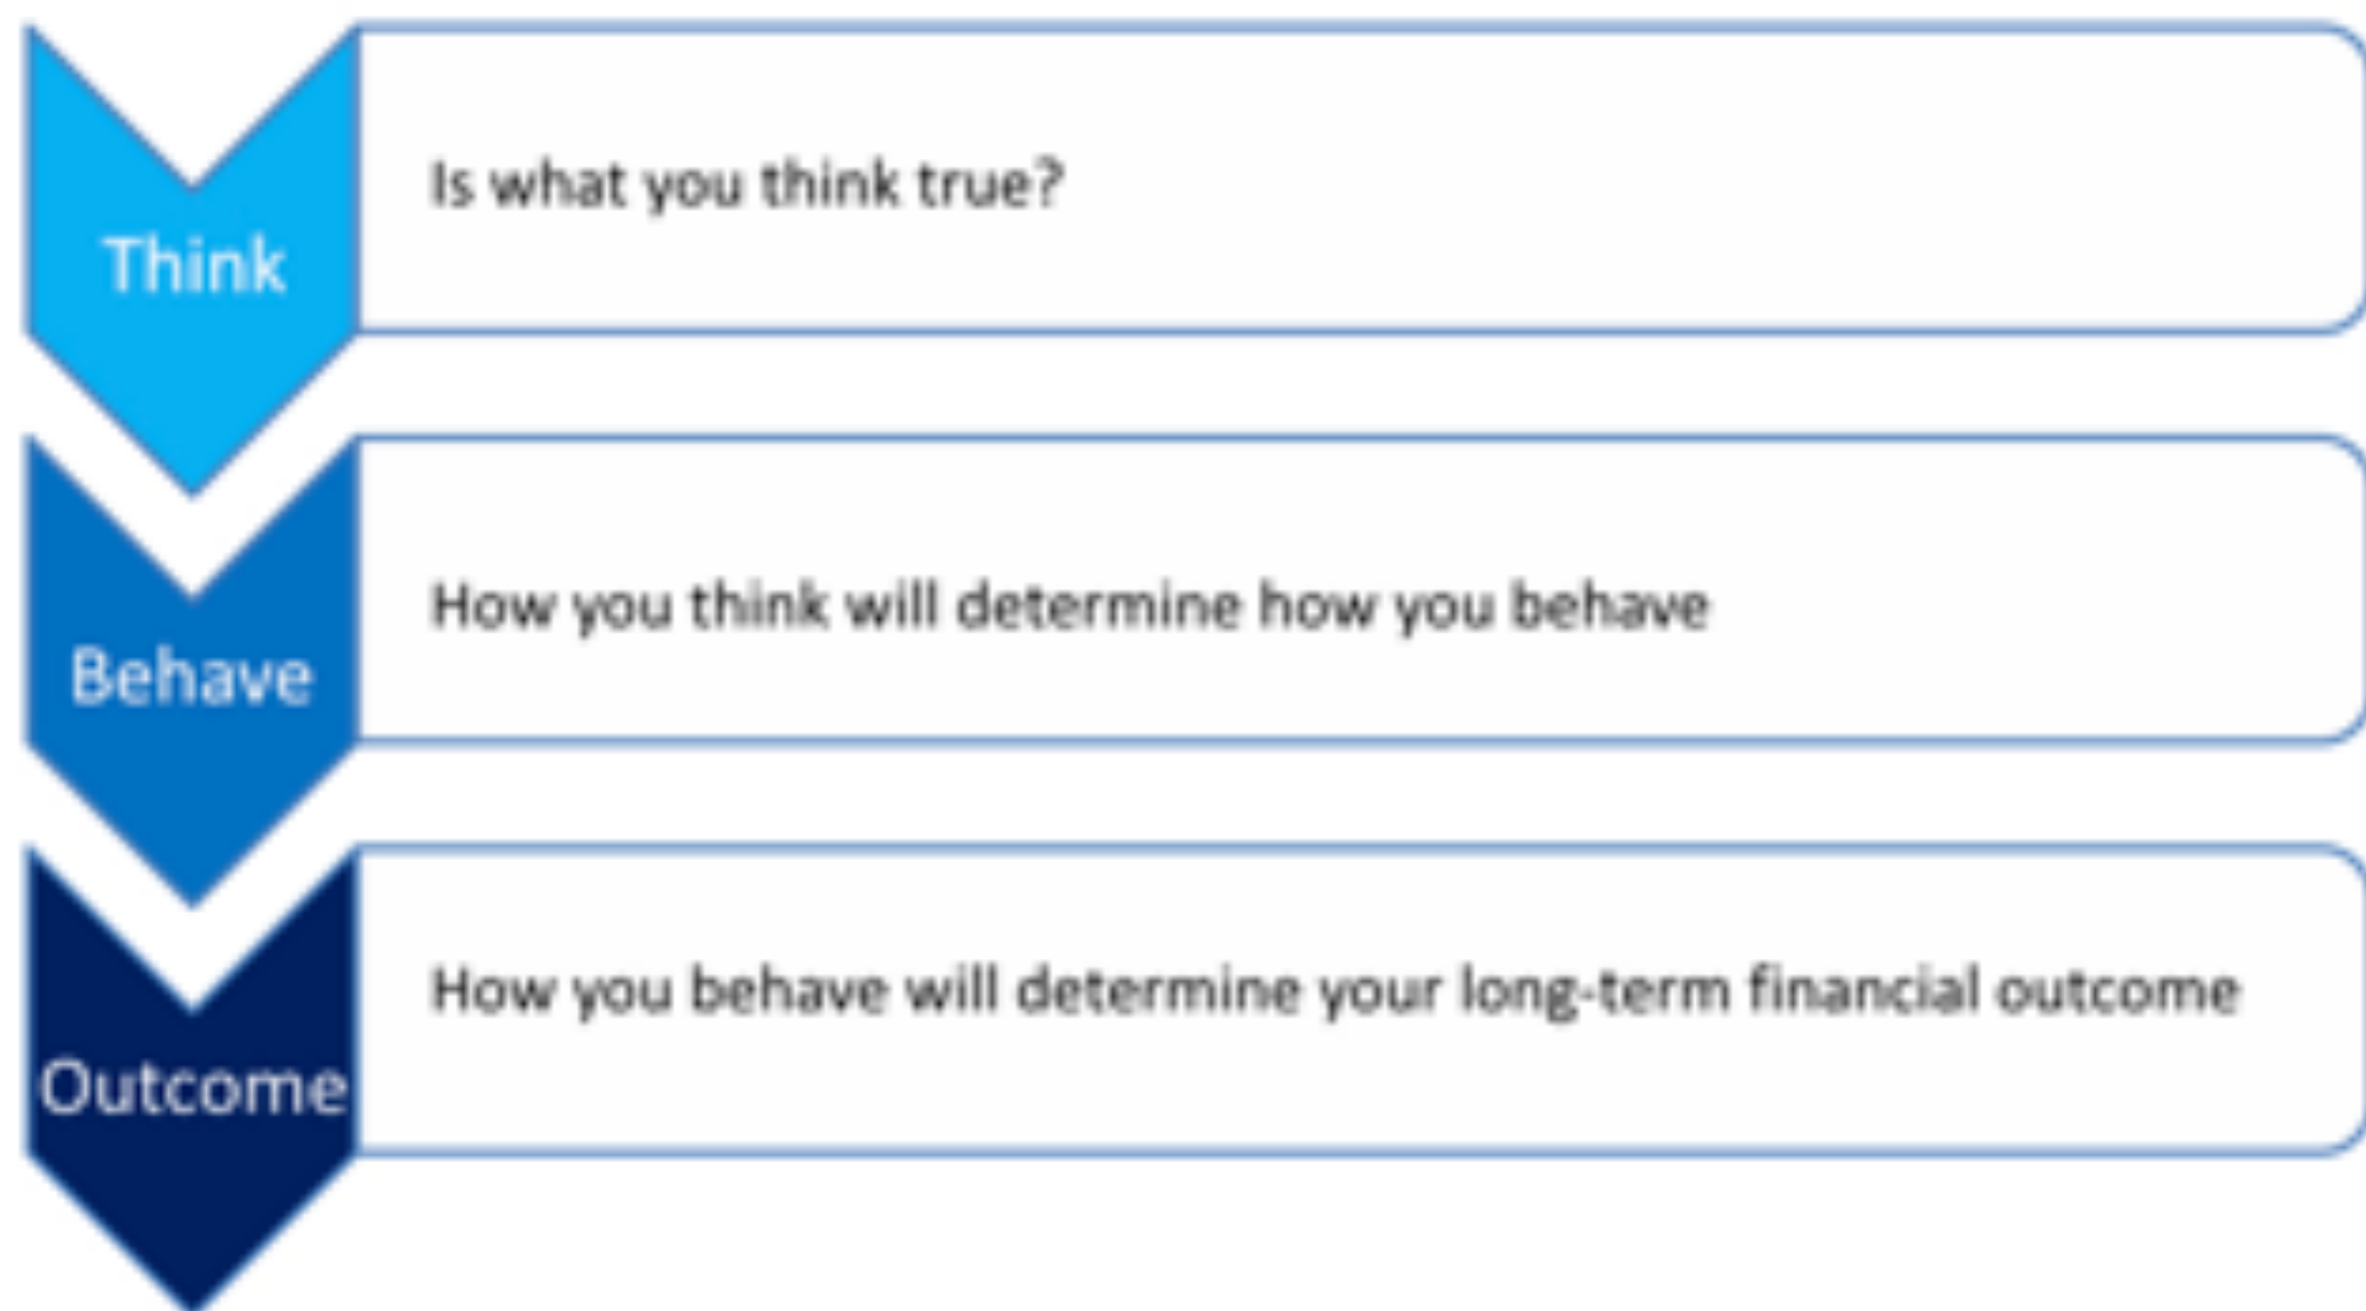 Think
Is what you think true?
Behave
How you think will determine how you behave
Outcome
How you behave will determine your long-term financial outcome